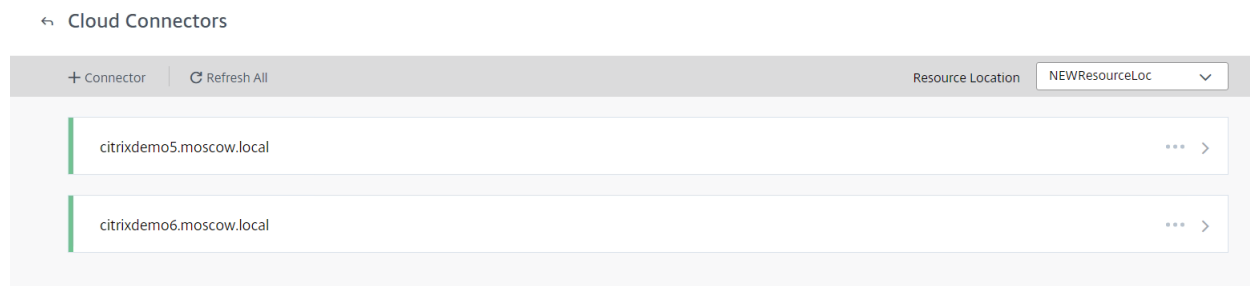 Cloud Connectors
+ Connector Refresh All Resource Location NEWResourceLoc
citrixdemo5.moscow.local
citrixdemo6.moscow.local